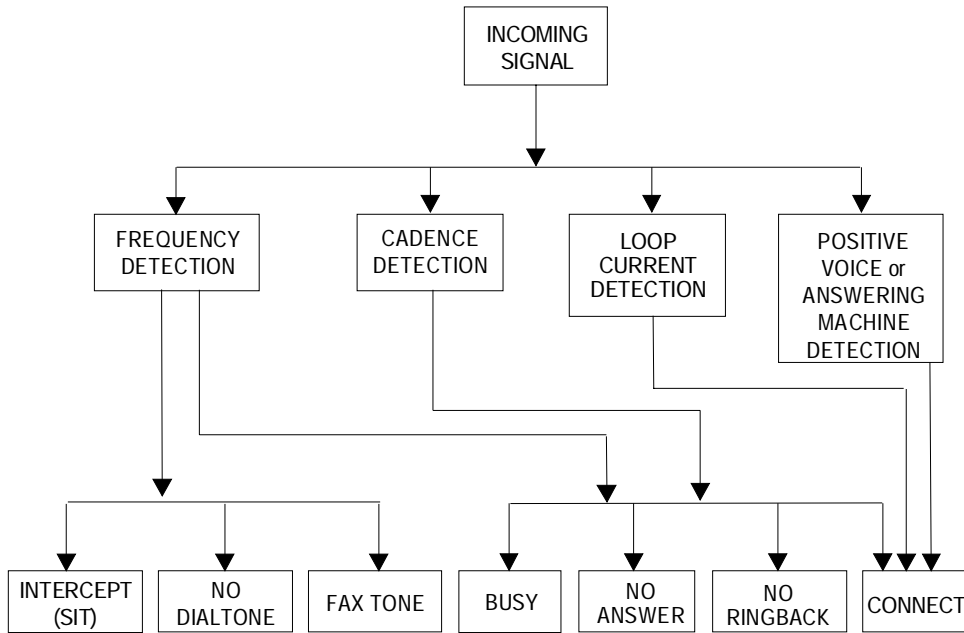 INCOMING
SIGNAL
FREQUENCY
DETECTION
CADENCE
DETECTION
LOOP
CURRENT
DETECTION
POSITIVE
VOICE or
ANSWERING
MACHINE
DETECTION
INTERCEPT
(SIT)
NO
DIALTONE
FAX TONE
BUSY
NO
ANSWER
NO
RINGBACK
CONNECT